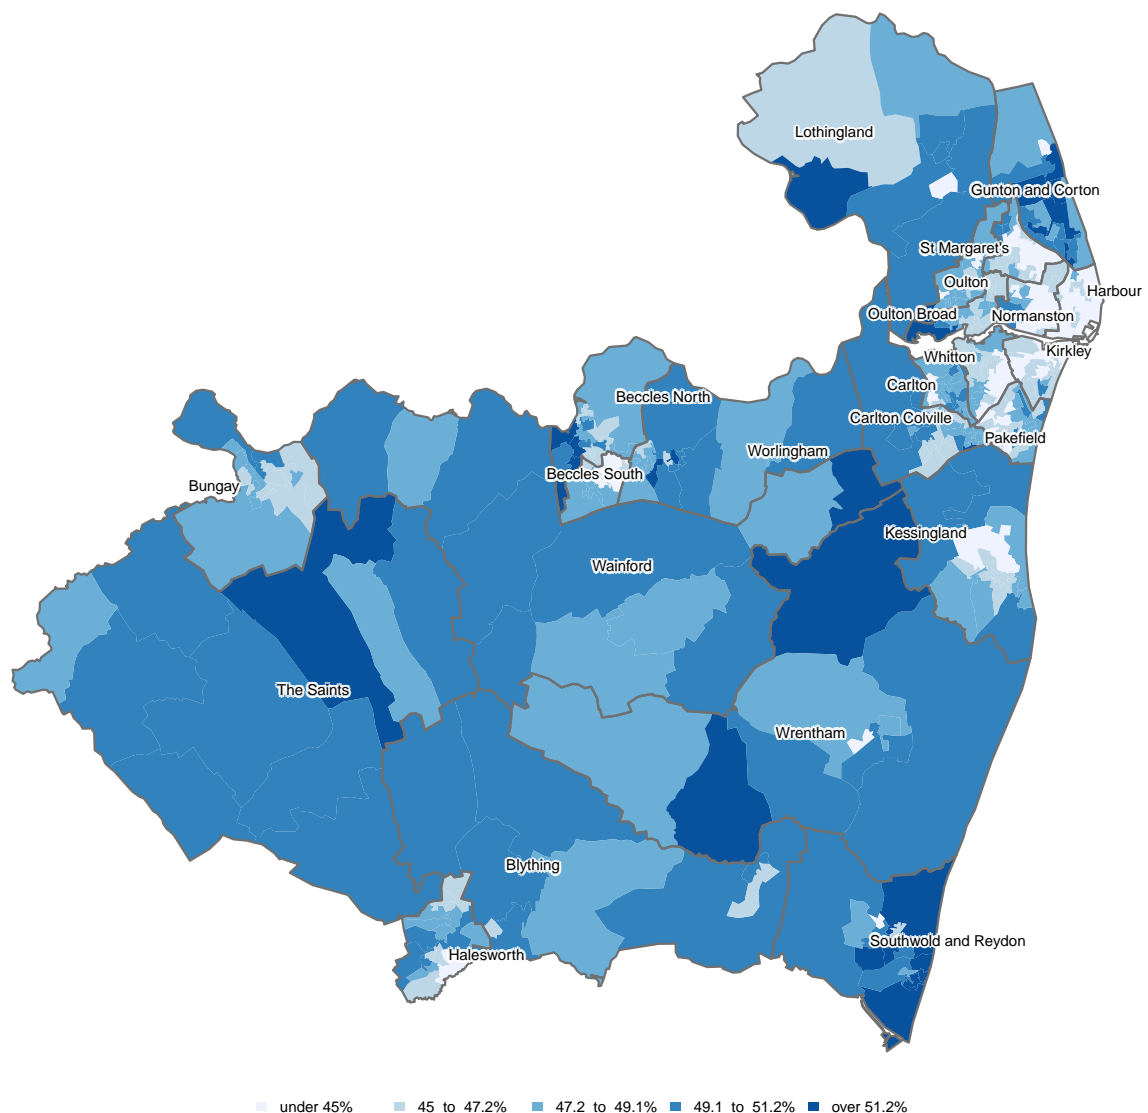 Lothingland
Gunton and Corton
St Margaret's
Oulton
Harbour
Oulton Broad
Normanston
Kirkley
Whitton
Carlton
Beccles North
Carlton Colville
Pakefield
Worlingham
Beccles South
Bungay
Kessingland
Wainford
The Saints
Wrentham
Blything
Southwold and Reydon
Halesworth
under 45% 45 to 47.2% 47.2 to 49.1% 49.1 to 51.2% over 51.2%